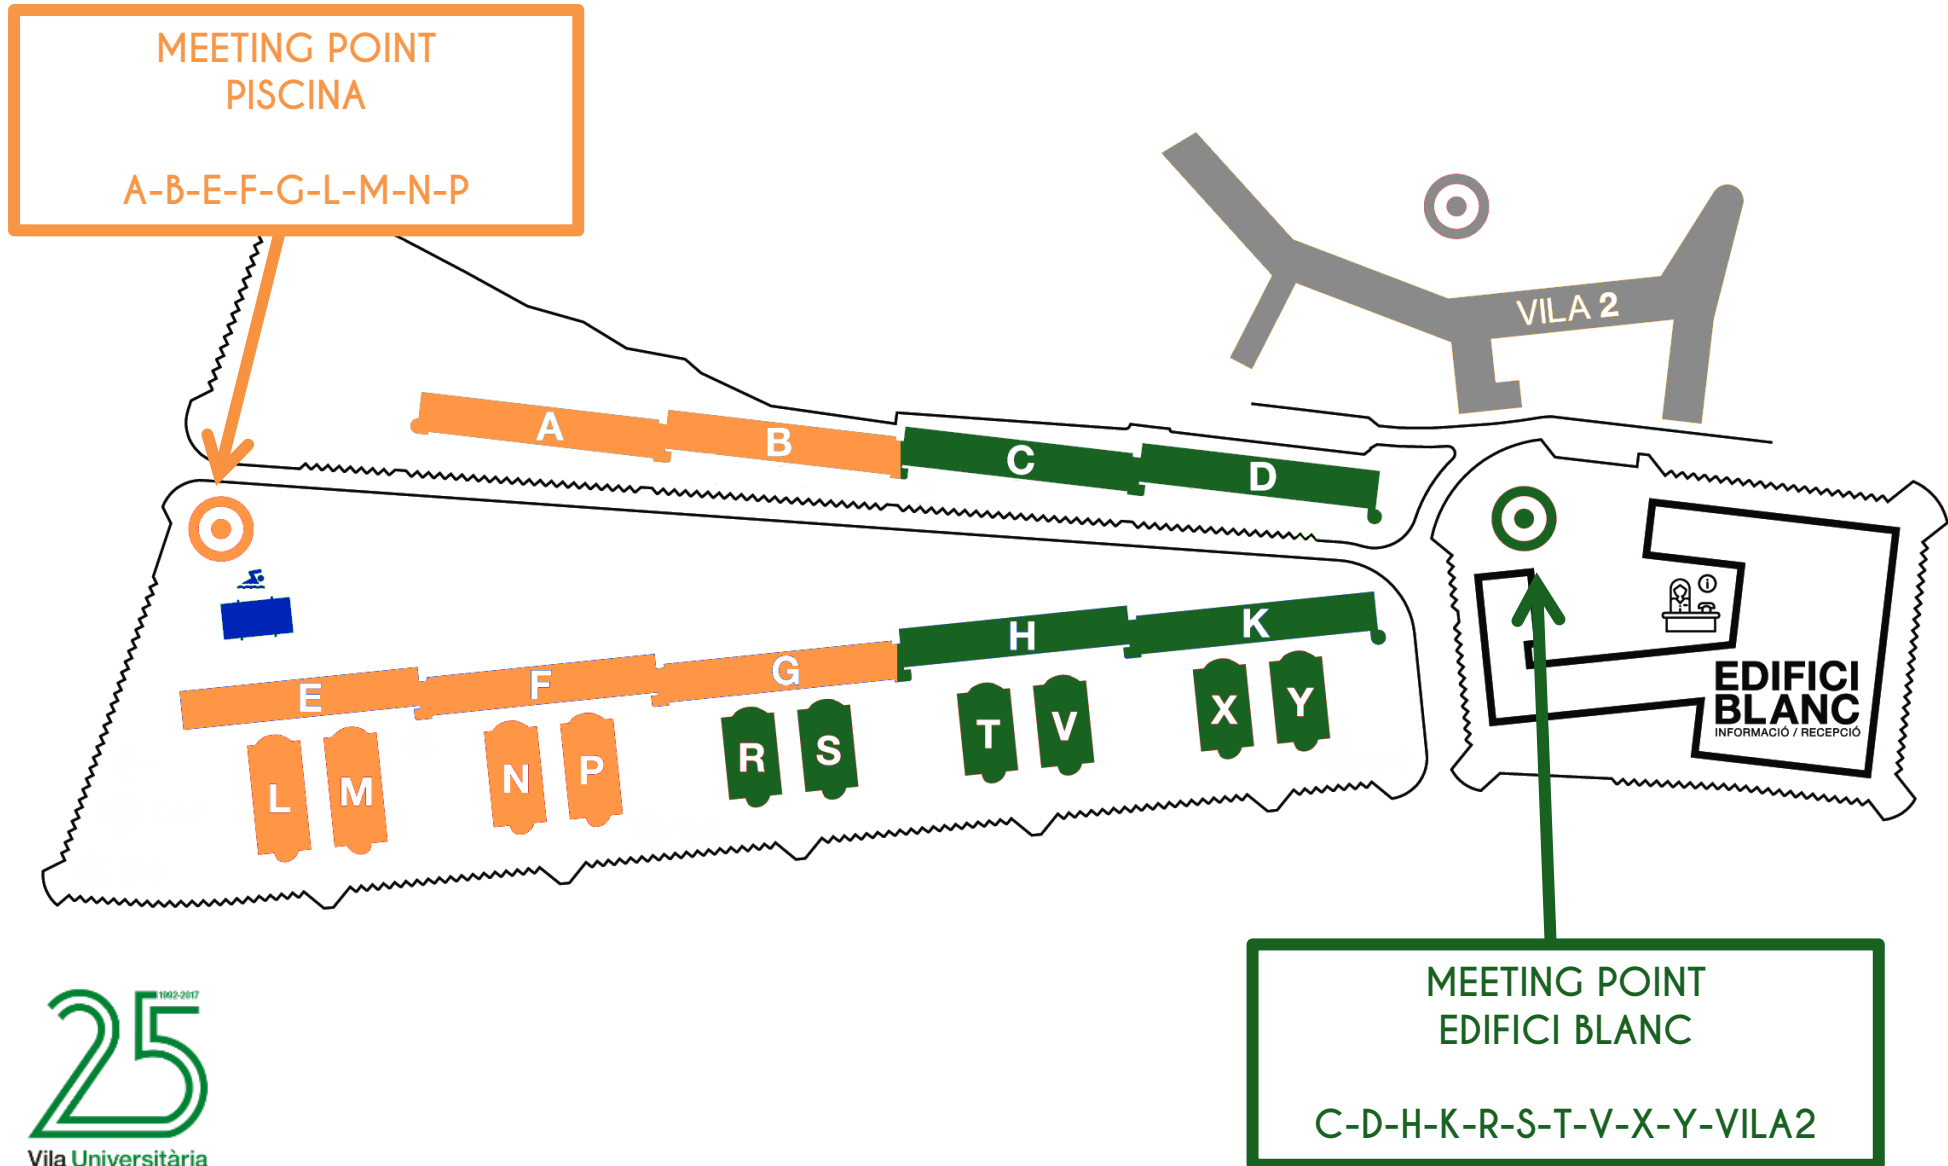 MEETING POINT
PISCINA
A-B-E-F-G-L-M-N-P
VILA 2
A
B
C
D
E
F
G
H
K
L
M
N
P
R
S
T
V
X
Y
i
EDIFICI
BLANC
INFORMACIÓ / RECEPCIÓ
MEETING POINT
EDIFICI BLANC
C-D-H-K-R-S-T-V-X-Y-VILA2
1992-2017
25
Vila Universitària